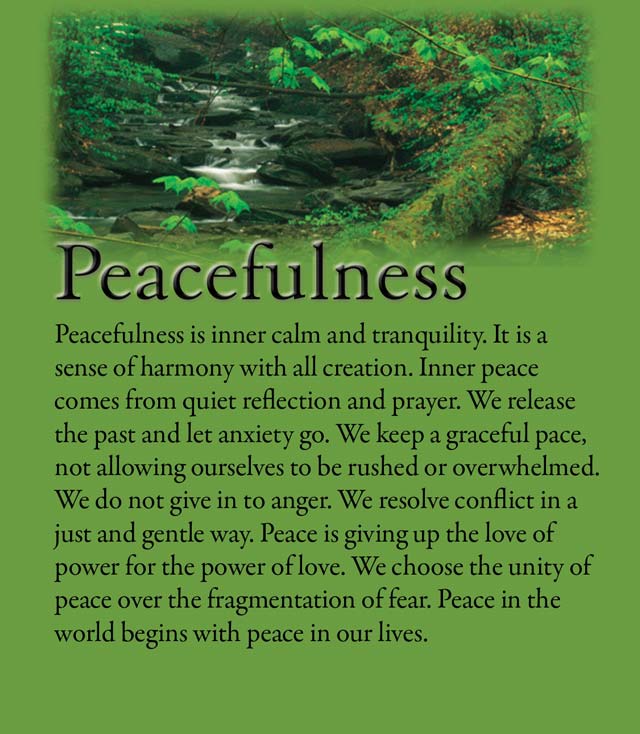 Peacefulness
Peacefulness is inner calm and tranquility. It is a
sense of harmony with all creation. Inner peace
comes from quiet reflection and prayer. We release
the past and let anxiety go. We keep a graceful pace,
not allowing ourselves to be rushed or overwhelmed.
We do not give in to anger. We resolve conflict in a
just and gentle way. Peace is giving up the love of
power for the power of love. We choose the unity of
peace over the fragmentation of fear. Peace in the
world begins with peace in our lives.